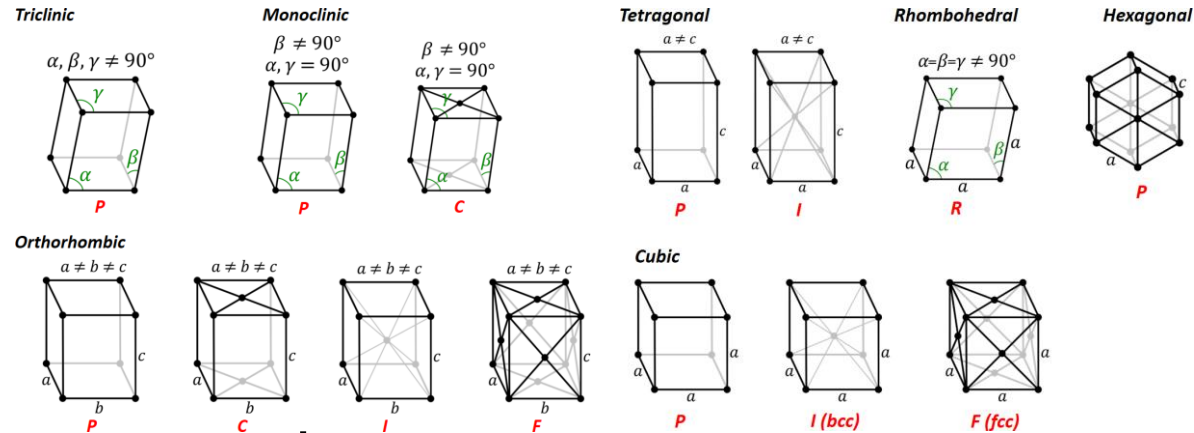 Triclinic
α, β, γ ≠ 90°
γ
β
α
P
Monoclinic
β ≠ 90°
α, γ = 90°
γ
β
α
P
β ≠ 90°
α, γ = 90°
γ
β
α
C
Tetragonal
a ≠ c
c
a
a
P
a ≠ c
c
a
a
I
Rhombohedral
α=β=γ ≠ 90°
γ
β
a
a
α
a
R
Hexagonal
c
a
P
Orthorhombic
a ≠ b ≠ c
c
a
b
P
a ≠ b ≠ c
c
a
b
C
a ≠ b ≠ c
c
a
b
I
a ≠ b ≠ c
c
a
b
F
Cubic
a
a
a
P
a
a
a
I (bcc)
a
a
a
F (fcc)